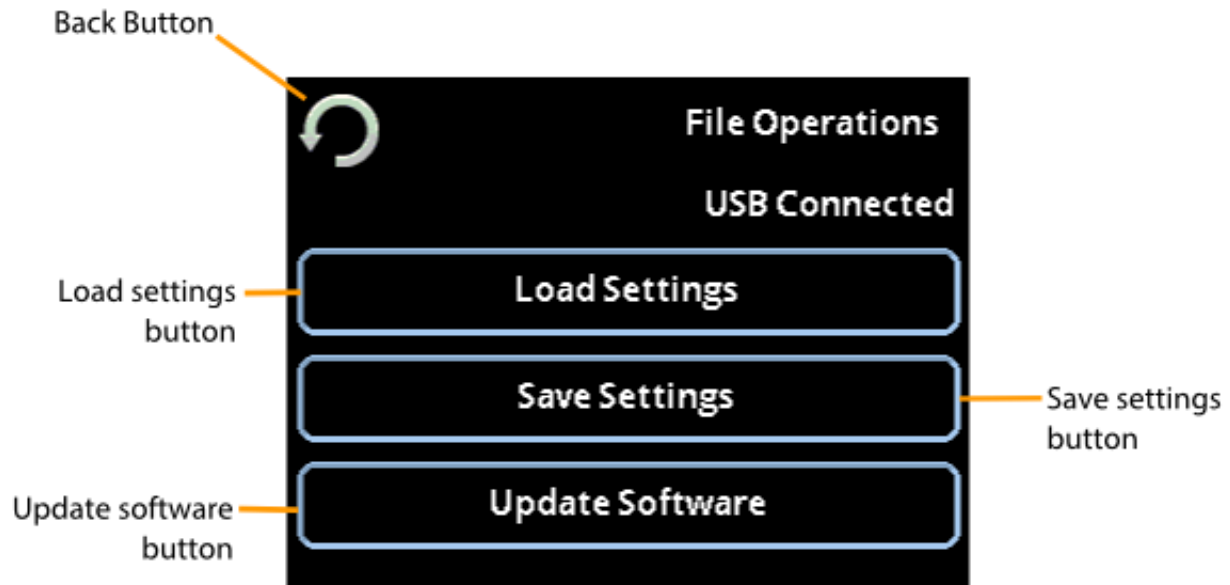 Back Button
File Operations
USB Connected
Load settings
button
Load Settings
Save Settings
Save settings
button
Update software
button
Update Software